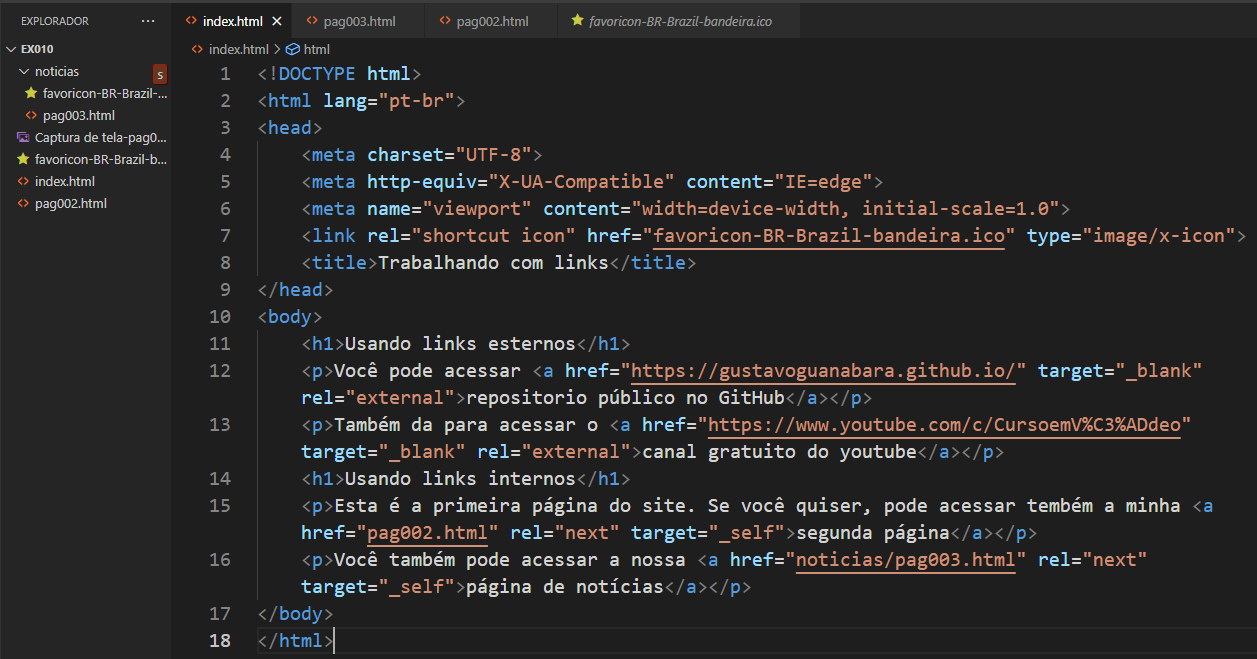 EXPLORADOR ···
EX010
noticias
s
favoricon-BR-Brazil-...
pag003.html
Captura de tela-pag0...
favoricon-BR-Brazil-b...
index.html
pag002.html
index.html
pag003.html
pag002.html
favoricon-BR-Brazil-bandeira.ico
index.html > html
1 <!DOCTYPE html>
2 <html lang="pt-br">
3 <head>
4 <meta charset="UTF-8">
5 <meta http-equiv="X-UA-Compatible" content="IE=edge">
6 <meta name="viewport" content="width=device-width, initial-scale=1.0">
7 <link rel="shortcut icon" href="favoricon-BR-Brazil-bandeira.ico" type="image/x-icon">
8 <title>Trabalhando com links</title>
9 </head>
10 <body>
11 <h1>Usando links esternos</h1>
12 <p>Você pode acessar <a href="https://gustavoguanabara.github.io/" target="_blank"
rel="external">repositorio público no GitHub</a></p>
13 <p>Também da para acessar o <a href="https://www.youtube.com/c/CursoemV%C3%ADdeo"
target="_blank" rel="external">canal gratuito do youtube</a></p>
14 <h1>Usando links internos</h1>
15 <p>Esta é a primeira página do site. Se você quiser, pode acessar tembém a minha <a
href="pag002.html" rel="next" target="_self">segunda página</a></p>
16 <p>Você também pode acessar a nossa <a href="noticias/pag003.html" rel="next"
target="_self">página de notícias</a></p>
17 </body>
18 </html>